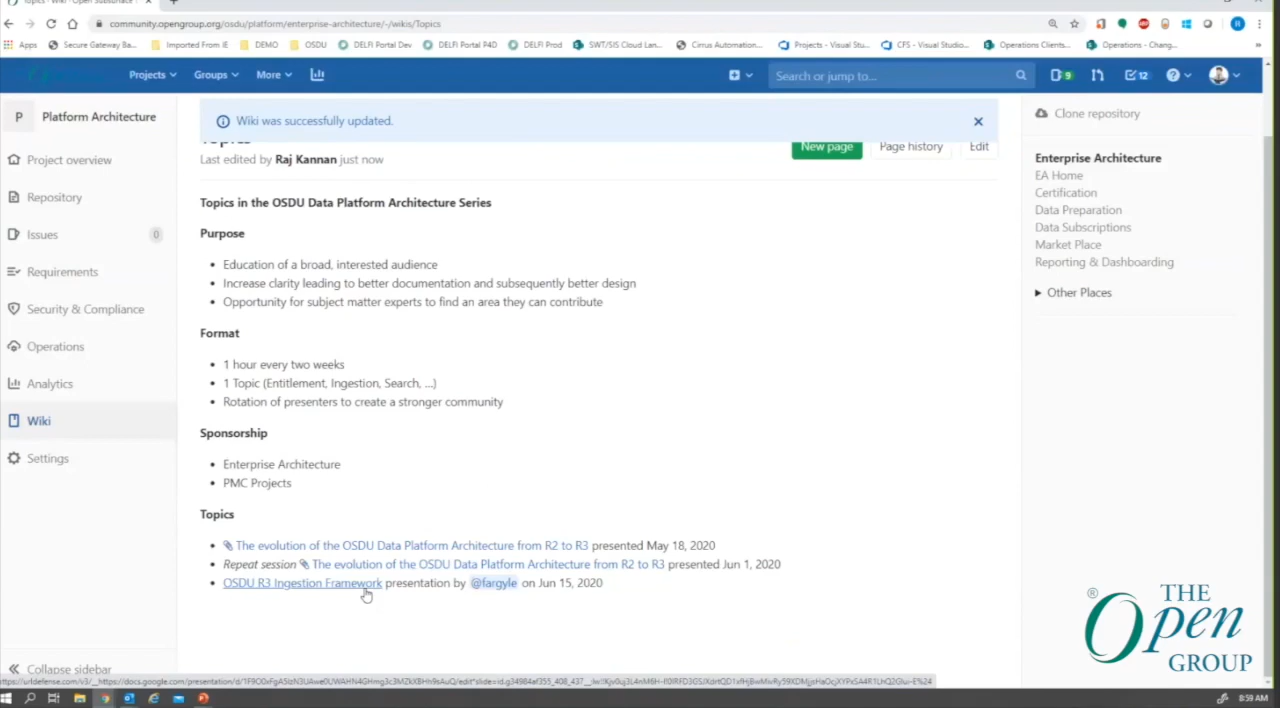 Topics · Wiki · Open Subsurface
community.opengroup.org/osdu/platform/enterprise-architecture/-/wikis/Topics
Apps Secure Gateway Ba... Imported From IE DEMO OSDU DELFI Portal Dev DELFI Portal P4D DELFI Prod SWT/SIS Cloud Lan... Cirrus Automation... Projects - Visual Stu... CFS - Visual Studio... Operations Clients... Operations - Chang... »
Projects Groups More Search or jump to... 9 12
P Platform Architecture
Project overview
Repository
Issues 0
Requirements
Security & Compliance
Operations
Analytics
Wiki
Settings
Collapse sidebar
Wiki was successfully updated.
Topics
Last edited by Raj Kannan just now
New page Page history Edit
Topics in the OSDU Data Platform Architecture Series
Purpose
• Education of a broad, interested audience
• Increase clarity leading to better documentation and subsequently better design
• Opportunity for subject matter experts to find an area they can contribute
Format
• 1 hour every two weeks
• 1 Topic (Entitlement, Ingestion, Search, ...)
• Rotation of presenters to create a stronger community
Sponsorship
• Enterprise Architecture
• PMC Projects
Topics
• The evolution of the OSDU Data Platform Architecture from R2 to R3 presented May 18, 2020
• Repeat session The evolution of the OSDU Data Platform Architecture from R2 to R3 presented Jun 1, 2020
• OSDU R3 Ingestion Framework presentation by @fargyle on Jun 15, 2020
Clone repository
Enterprise Architecture
EA Home
Certification
Data Preparation
Data Subscriptions
Market Place
Reporting & Dashboarding
Other Places
®
THE
Open
GROUP
8:59 AM